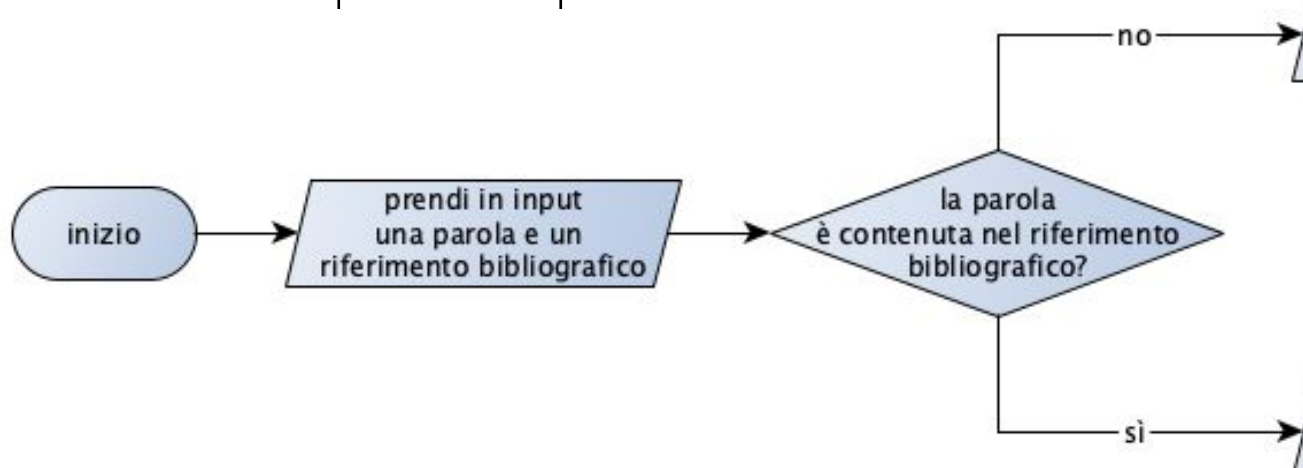 inizio
prendi in input
una parola e un
riferimento bibliografico
la parola
è contenuta nel riferimento
bibliografico?
no
sì